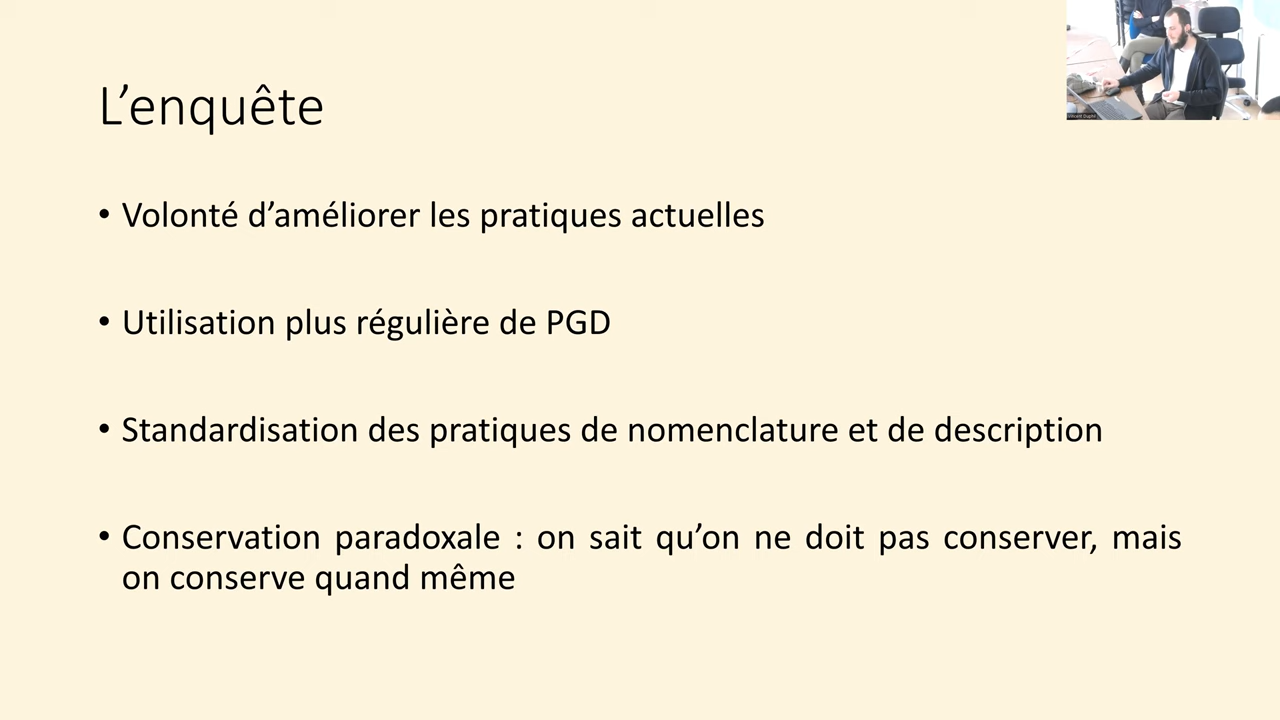 L’enquête
• Volonté d’améliorer les pratiques actuelles
• Utilisation plus régulière de PGD
• Standardisation des pratiques de nomenclature et de description
• Conservation paradoxale : on sait qu’on ne doit pas conserver, mais
on conserve quand même